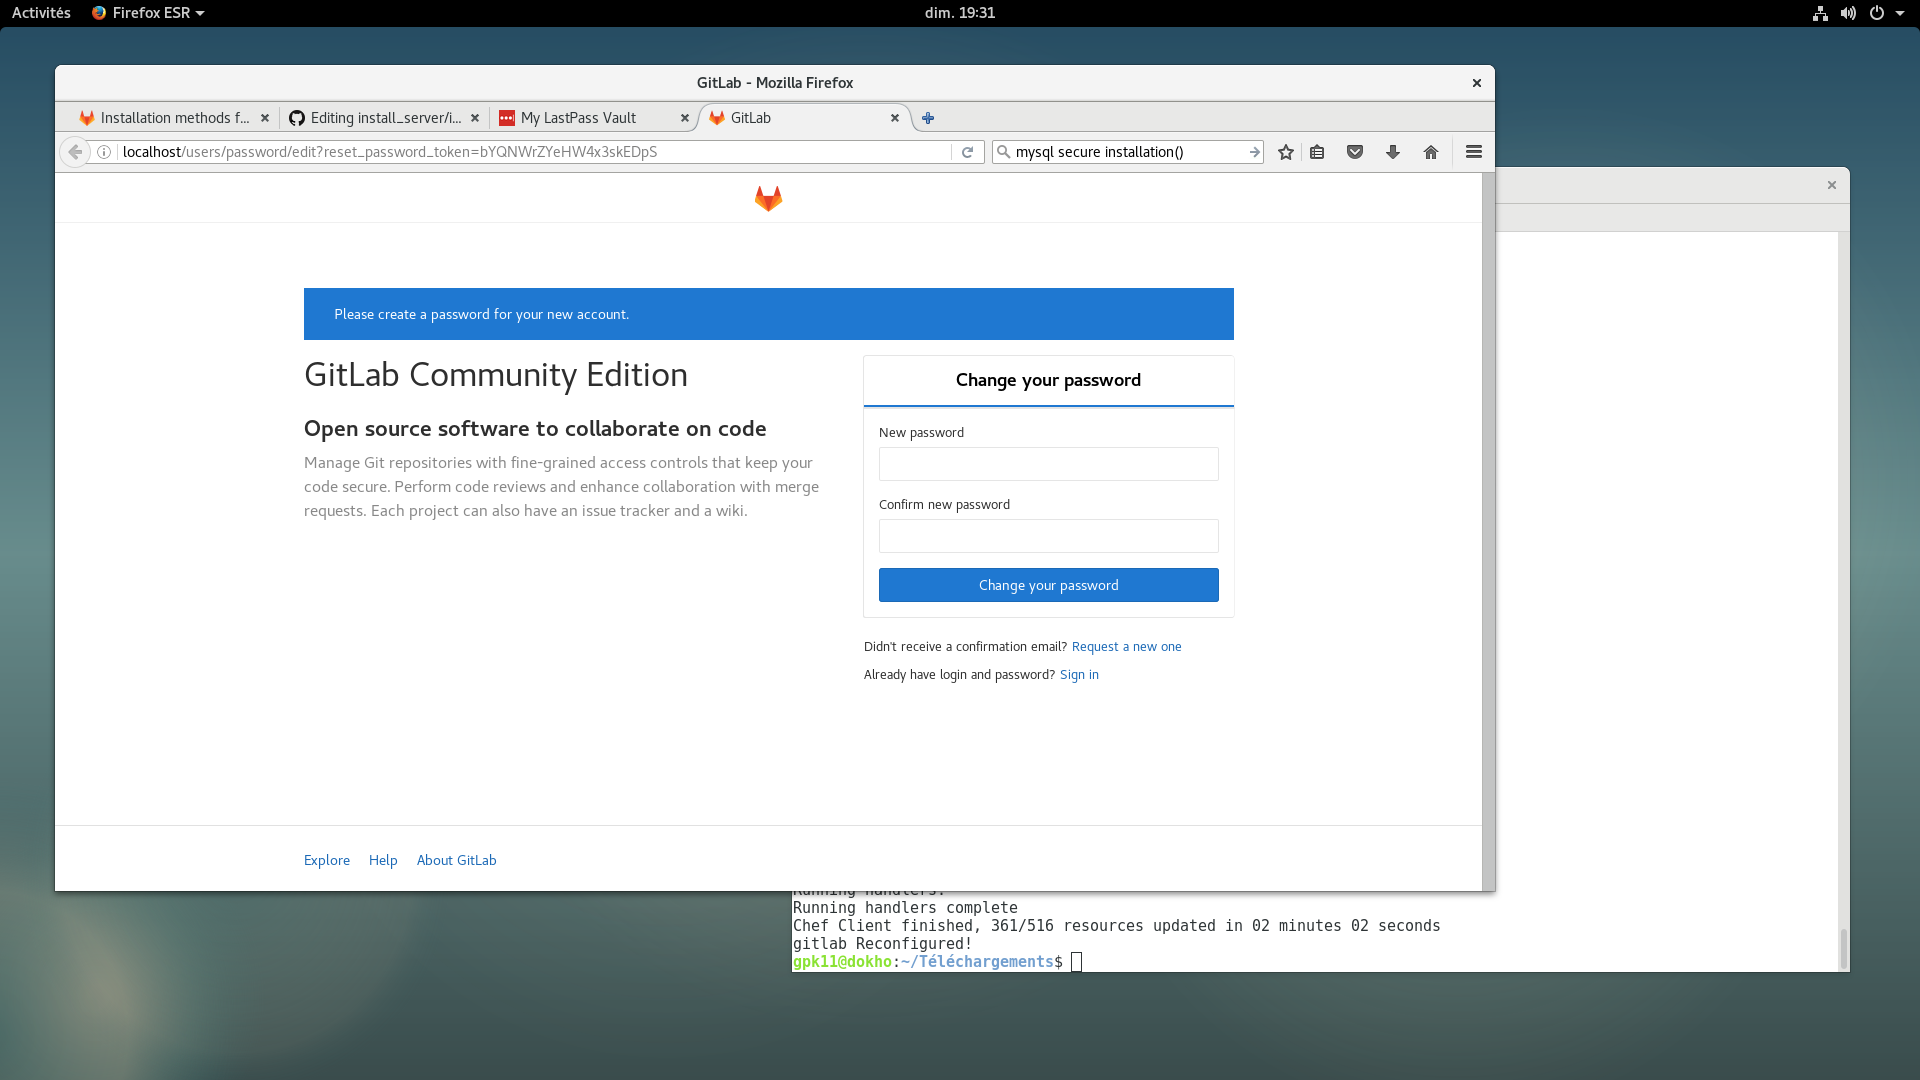 Activités
Firefox ESR
dim. 19:31
GitLab - Mozilla Firefox
Installation methods f...
Editing install_server/i...
My LastPass Vault
GitLab
localhost/users/password/edit?reset_password_token=bYQNWrZYeHW4x3skEDpS
mysql secure installation()
Please create a password for your new account.
GitLab Community Edition
Open source software to collaborate on code
Manage Git repositories with fine-grained access controls that keep your
code secure. Perform code reviews and enhance collaboration with merge
requests. Each project can also have an issue tracker and a wiki.
Change your password
New password
Confirm new password
Change your password
Didn't receive a confirmation email? Request a new one
Already have login and password? Sign in
Explore
Help
About GitLab
Running handlers:
Running handlers complete
Chef Client finished, 361/516 resources updated in 02 minutes 02 seconds
gitlab Reconfigured!
gpk11@dokho:~/Téléchargements$